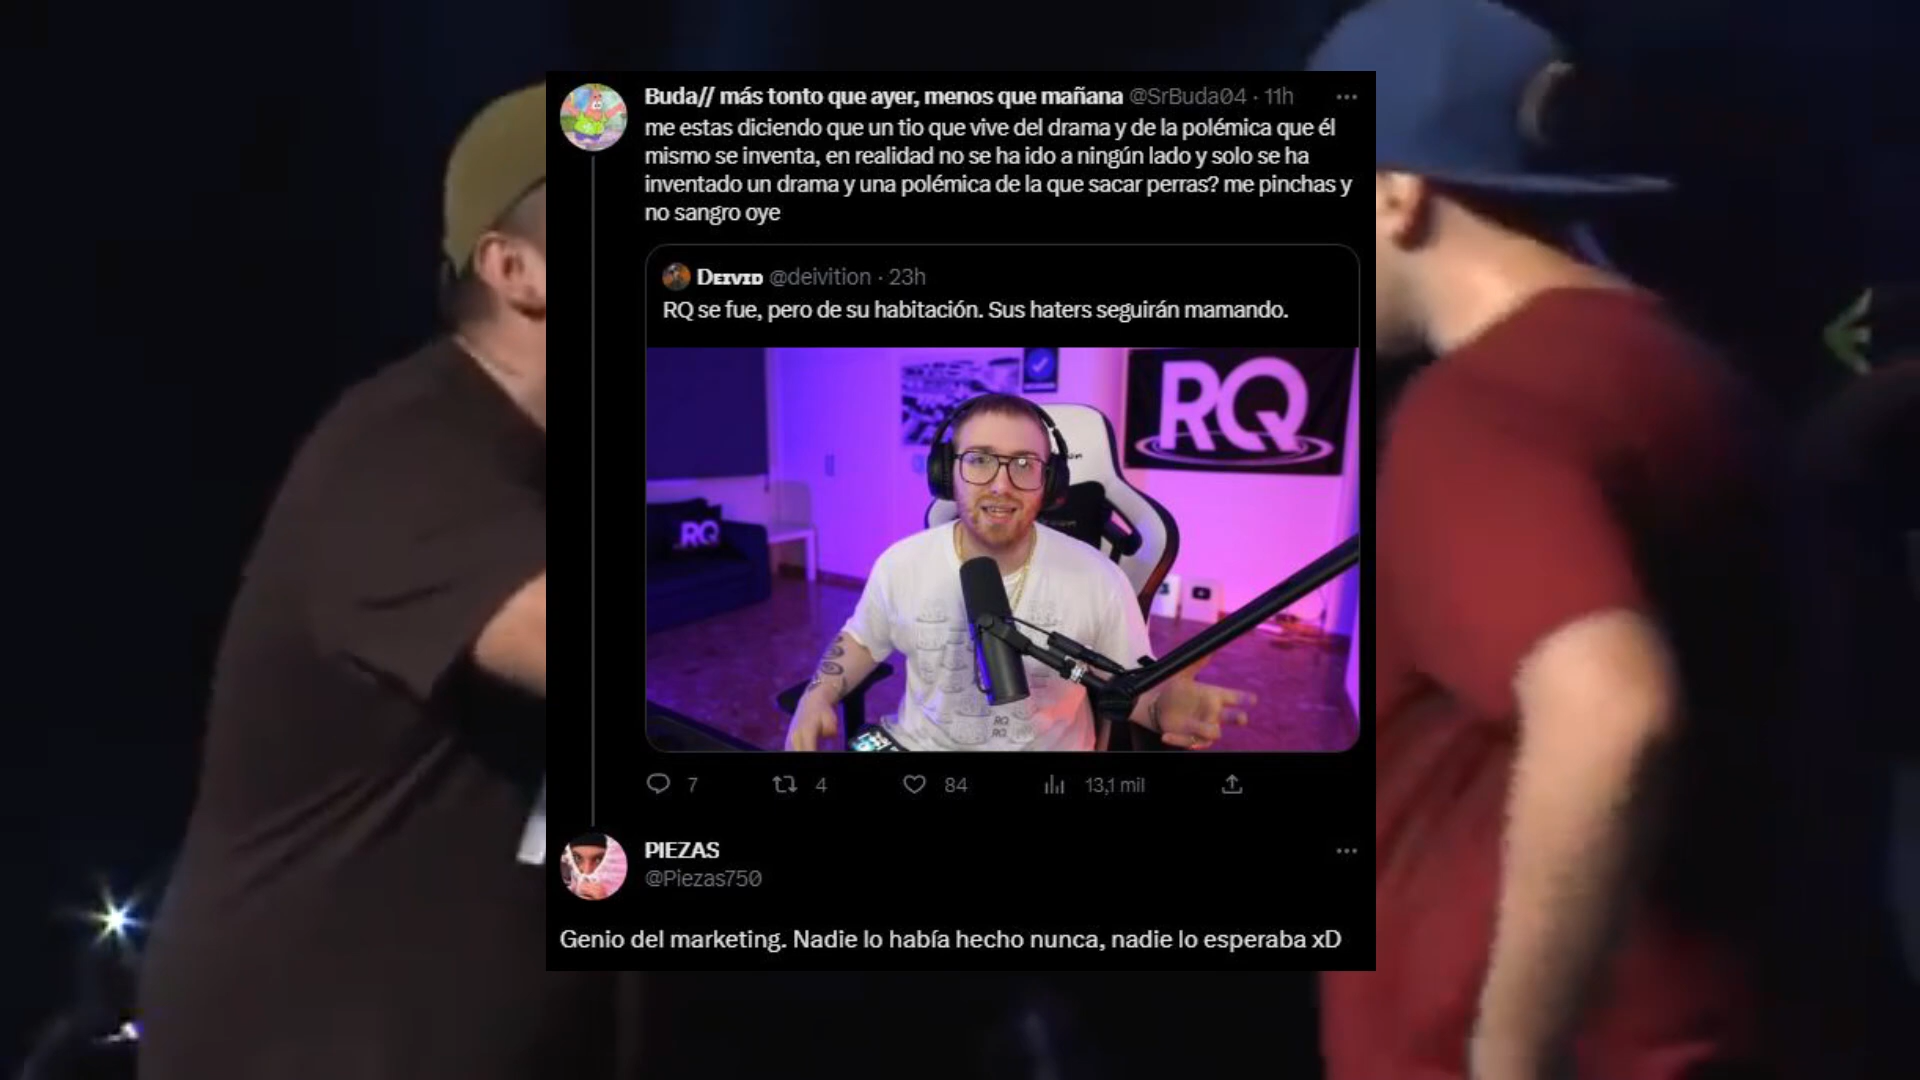 Buda// más tonto que ayer, menos que mañana @SrBuda04 · 11h
me estas diciendo que un tio que vive del drama y de la polémica que él
mismo se inventa, en realidad no se ha ido a ningún lado y solo se ha
inventado un drama y una polémica de la que sacar perras? me pinchas y
no sangro oye
Deivid @deivition · 23h
RQ se fue, pero de su habitación. Sus haters seguirán mamando.
RQ
RQ
RQ
RQ
7 4 84 13,1 mil
PIEZAS
@Piezas750
Genio del marketing. Nadie lo había hecho nunca, nadie lo esperaba xD